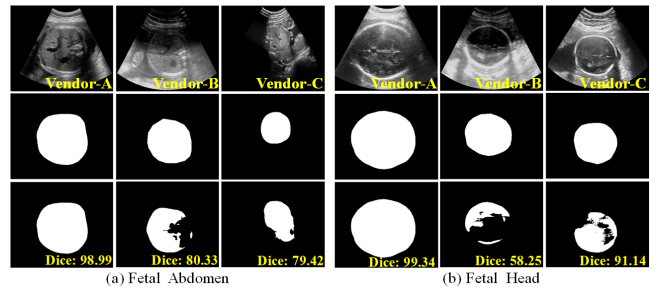 Vendor-A Vendor-B Vendor-C Vendor-A Vendor-B Vendor-C
Dice: 98.99 Dice: 80.33 Dice: 79.42 Dice: 99.34 Dice: 58.25 Dice: 91.14
(a) Fetal Abdomen (b) Fetal Head